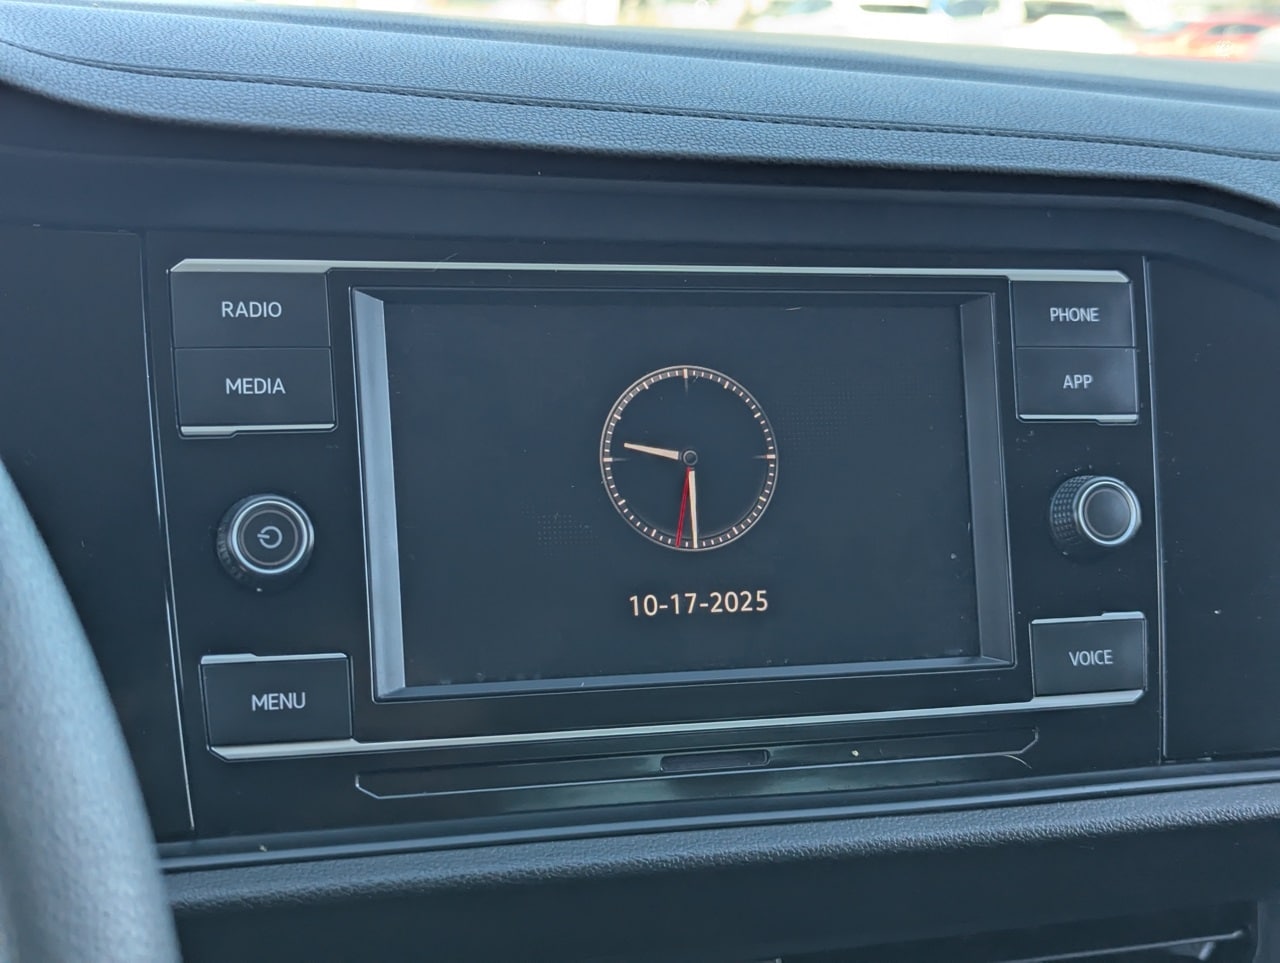 RADIO
MEDIA
PHONE
APP
10-17-2025
MENU
VOICE